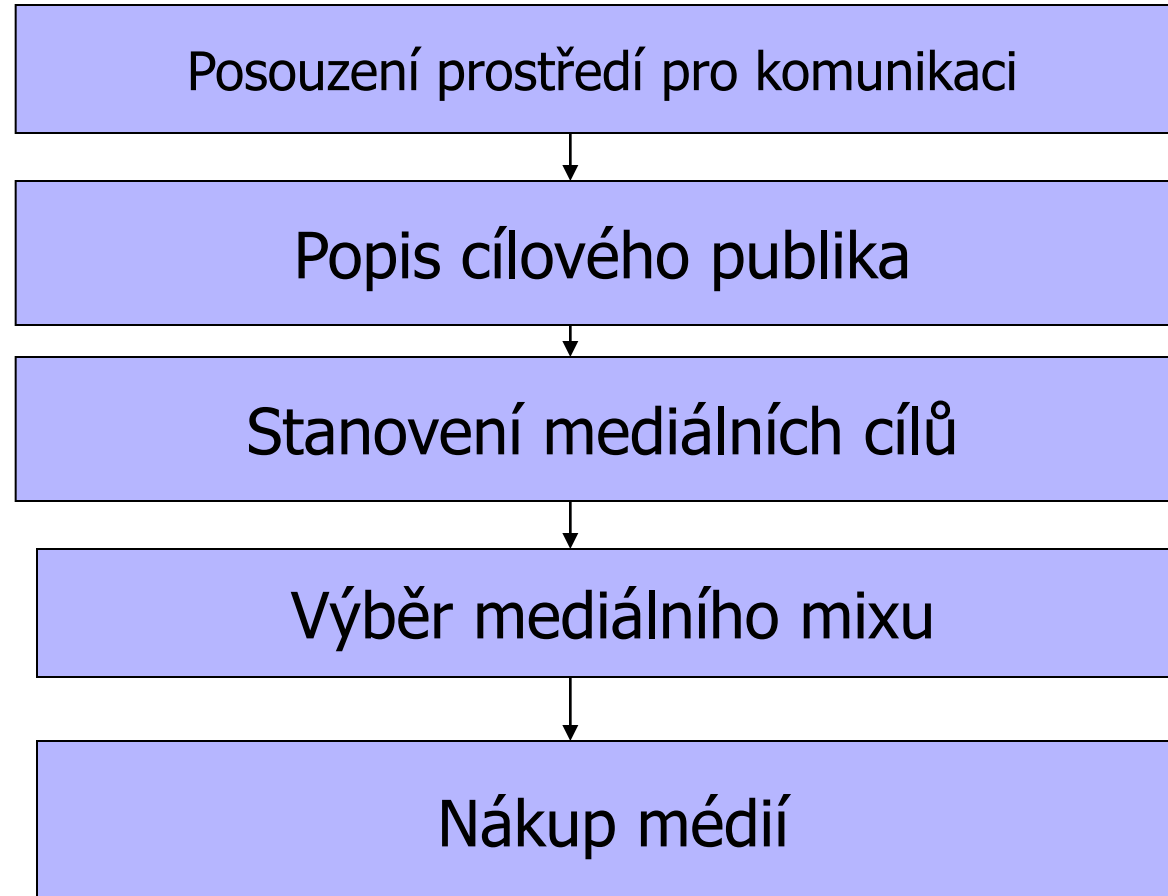 Posouzení prostředí pro komunikaci
Popis cílového publika
Stanovení mediálních cílů
Výběr mediálního mixu
Nákup médií